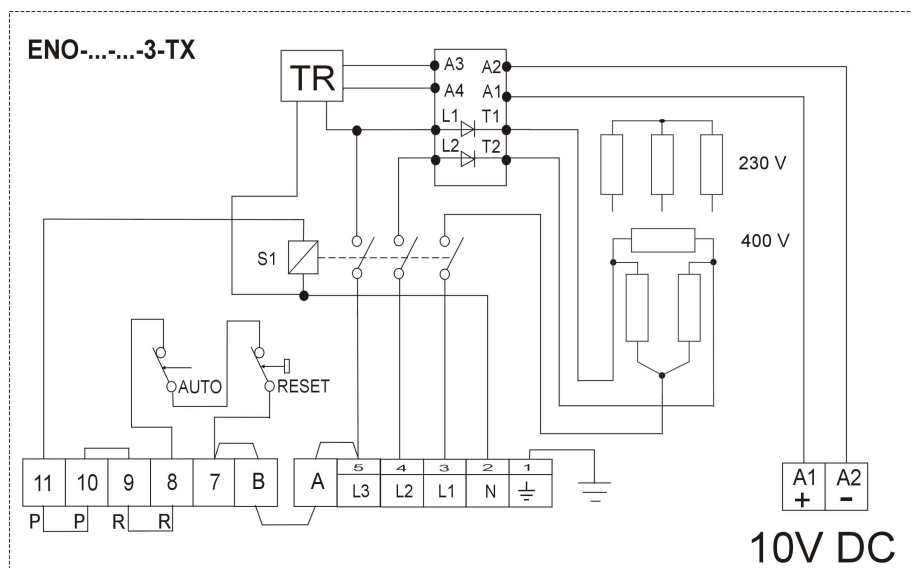 ENO-...-...-3-TX
TR
A3 A2
A4 A1
L1 T1
L2 T2
230 V
400 V
S1
AUTO
RESET
11 10 9 8 7 B A
5 4 3 2 1
L3 L2 L1 N
P P R R
A1 A2
+ -
10V DC